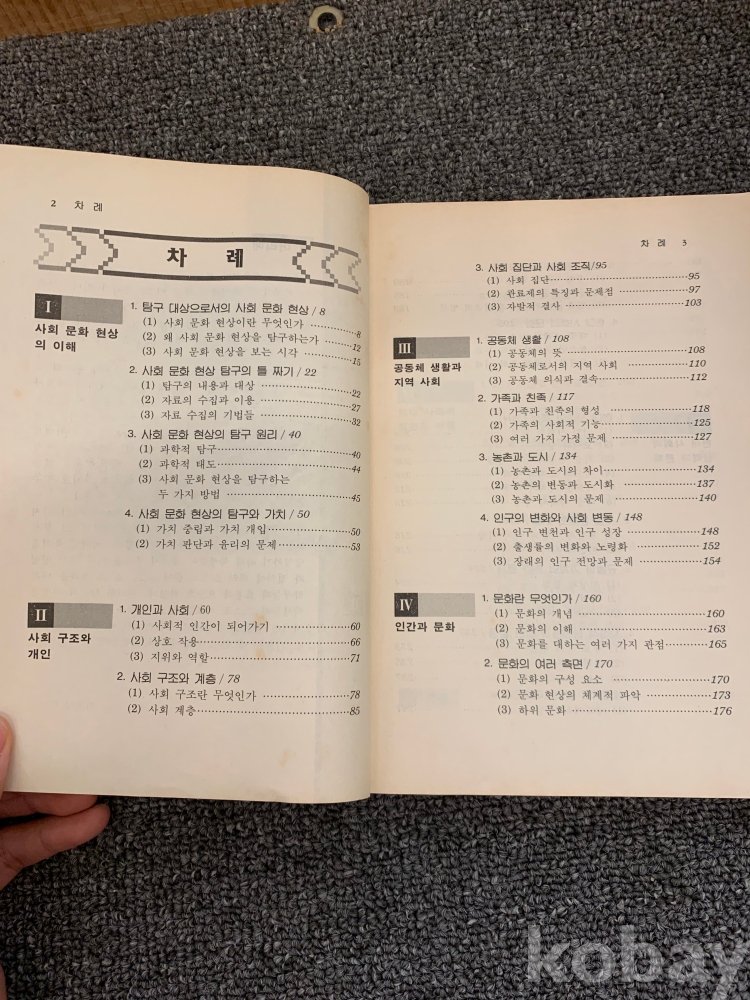 2 차 례
차 례
I
사회 문화 현상
의 이해
1. 탐구 대상으로서의 사회 문화 현상 / 8
(1) 사회 문화 현상이란 무엇인가 8
(2) 왜 사회 문화 현상을 탐구하는가 12
(3) 사회 문화 현상을 보는 시각 15
2. 사회 문화 현상 탐구의 틀 짜기 / 22
(1) 탐구의 내용과 대상 22
(2) 자료의 수집과 이용 27
(3) 자료 수집의 기법들 32
3. 사회 문화 현상의 탐구 원리 / 40
(1) 과학적 탐구 40
(2) 과학적 태도 44
(3) 사회 문화 현상을 탐구하는
두 가지 방법 45
4. 사회 문화 현상의 탐구와 가치 / 50
(1) 가치 중립과 가치 개입 50
(2) 가치 판단과 윤리의 문제 53
II
사회 구조와
개인
1. 개인과 사회 / 60
(1) 사회적 인간이 되어가기 60
(2) 상호 작용 66
(3) 지위와 역할 71
2. 사회 구조와 계층 / 78
(1) 사회 구조란 무엇인가 78
(2) 사회 계층 85
차 례 3
3. 사회 집단과 사회 조직 / 95
(1) 사회 집단 95
(2) 관료제의 특징과 문제점 97
(3) 자발적 결사 103
III
공동체 생활과
지역 사회
1. 공동체 생활 / 108
(1) 공동체의 뜻 108
(2) 공동체로서의 지역 사회 110
(3) 공동체 의식과 결속 112
2. 가족과 친족 / 117
(1) 가족과 친족의 형성 118
(2) 가족의 사회적 기능 125
(3) 여러 가지 가정 문제 127
3. 농촌과 도시 / 134
(1) 농촌과 도시의 차이 134
(2) 농촌의 변동과 도시화 137
(3) 농촌과 도시의 문제 140
4. 인구의 변화와 사회 변동 / 148
(1) 인구 변천과 인구 성장 148
(2) 출생률의 변화와 노령화 152
(3) 장래의 인구 전망과 문제 154
IV
인간과 문화
1. 문화란 무엇인가 / 160
(1) 문화의 개념 160
(2) 문화의 이해 163
(3) 문화를 대하는 여러 가지 관점 165
2. 문화의 여러 측면 / 170
(1) 문화의 구성 요소 170
(2) 문화 현상의 체계적 파악 173
(3) 하위 문화 176
kobay